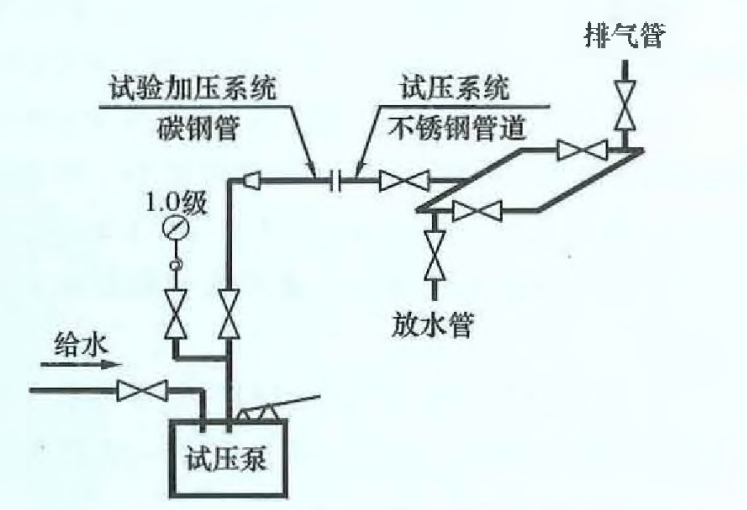 排气管
试验加压系统
碳钢管
试压系统
不锈钢管道
1.0级
放水管
给水
试压泵